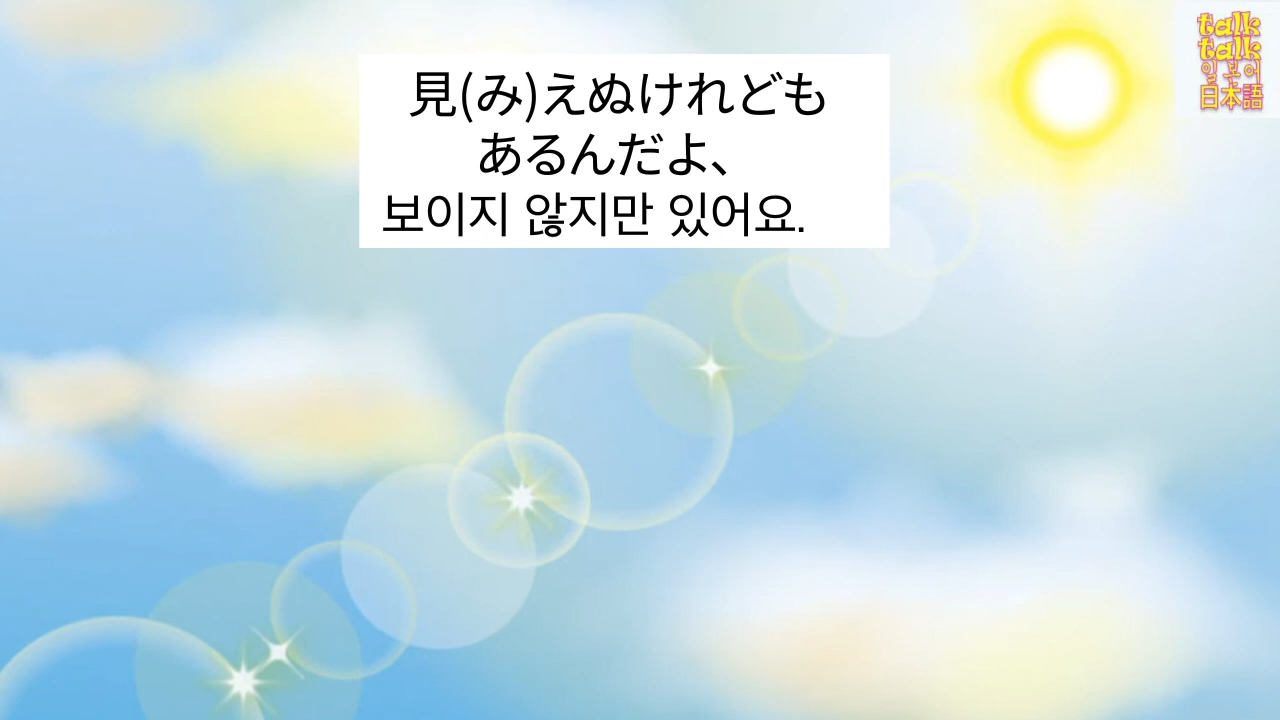 見(み)えぬけれども
あるんだよ、
보이지 않지만 있어요.
talk
talk
일본어
日本語